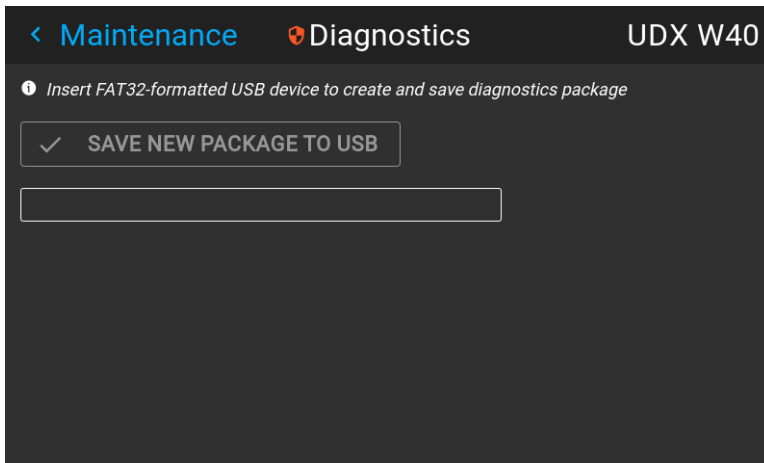 Maintenance Diagnostics UDX W40
Insert FAT32-formatted USB device to create and save diagnostics package
SAVE NEW PACKAGE TO USB